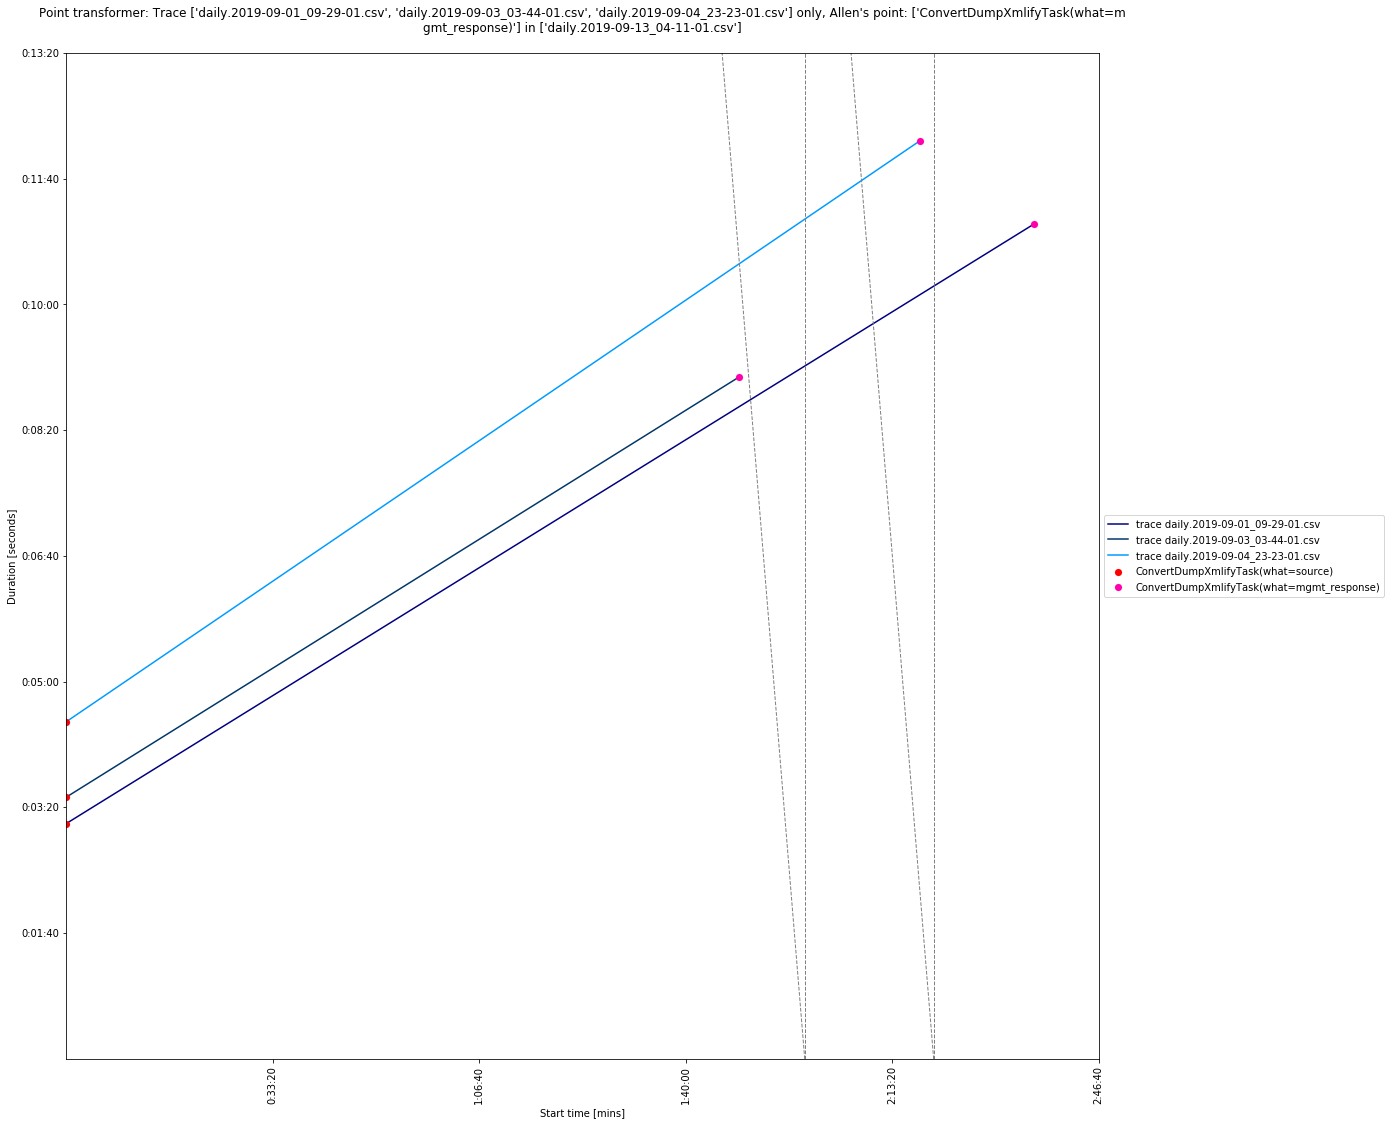 Point transformer: Trace ['daily.2019-09-01_09-29-01.csv', 'daily.2019-09-03_03-44-01.csv', 'daily.2019-09-04_23-23-01.csv'] only, Allen's point: ['ConvertDumpXmlifyTask(what=m
gmt_response)'] in ['daily.2019-09-13_04-11-01.csv']
0:13:20
0:11:40
0:10:00
0:08:20
0:06:40
0:05:00
0:03:20
0:01:40
Duration [seconds]
0:33:20
1:06:40
1:40:00
2:13:20
2:46:40
Start time [mins]
trace daily.2019-09-01_09-29-01.csv
trace daily.2019-09-03_03-44-01.csv
trace daily.2019-09-04_23-23-01.csv
ConvertDumpXmlifyTask(what=source)
ConvertDumpXmlifyTask(what=mgmt_response)